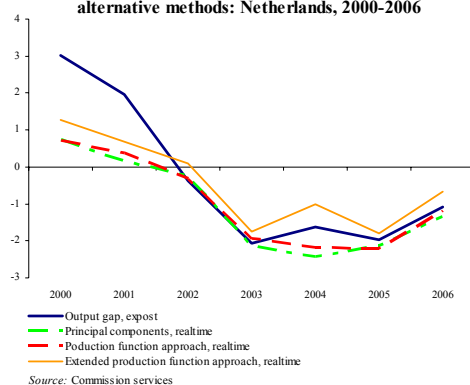 alternative methods: Netherlands, 2000-2006
4
3
2
1
0
-1
-2
-3
2000 2001 2002 2003 2004 2005 2006
Output gap, expost
Principal components, realtime
Poduction function approach, realtime
Extended production function approach, realtime
Source: Commission services